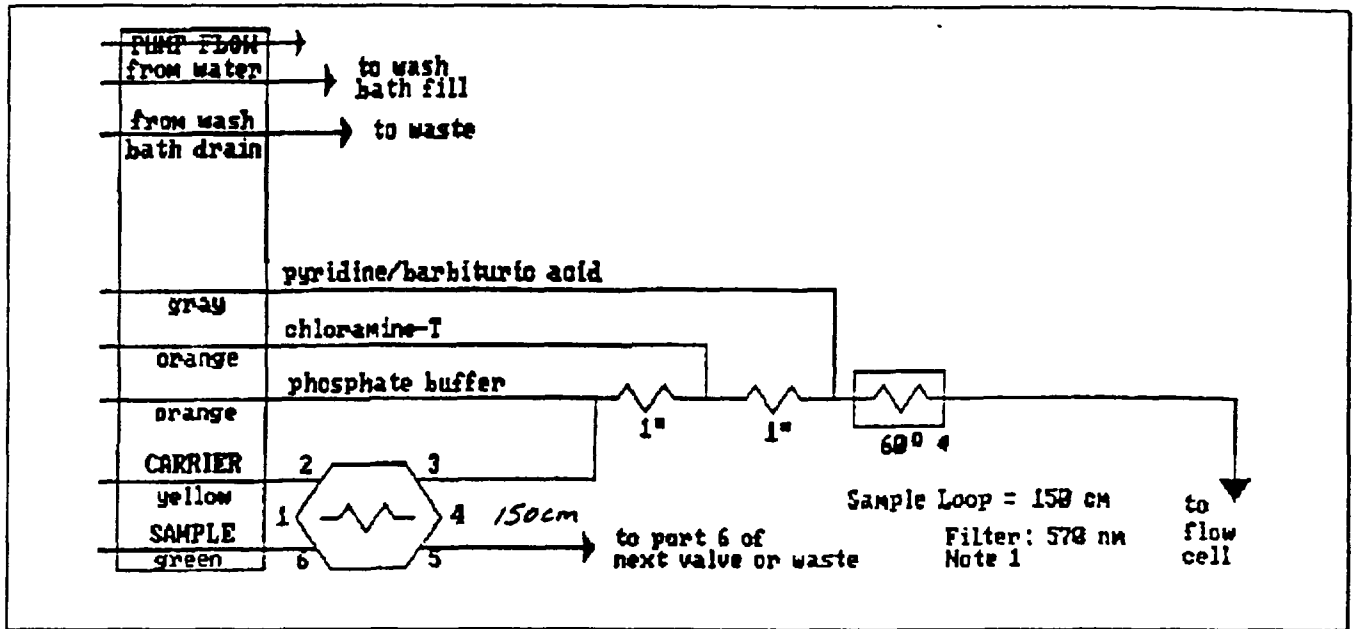 PUMP FLOW
from water
to wash
bath fill
from wash
bath drain
to waste
pyridine/barbituric acid
gray
chloramine-T
orange
phosphate buffer
orange
1"
1"
60° 4
CARRIER
yellow
2
3
1
4
150cm
SAMPLE
green
6
5
to port 6 of
next valve or waste
Sample Loop = 150 cm
Filter: 570 nm
Note 1
to
flow
cell